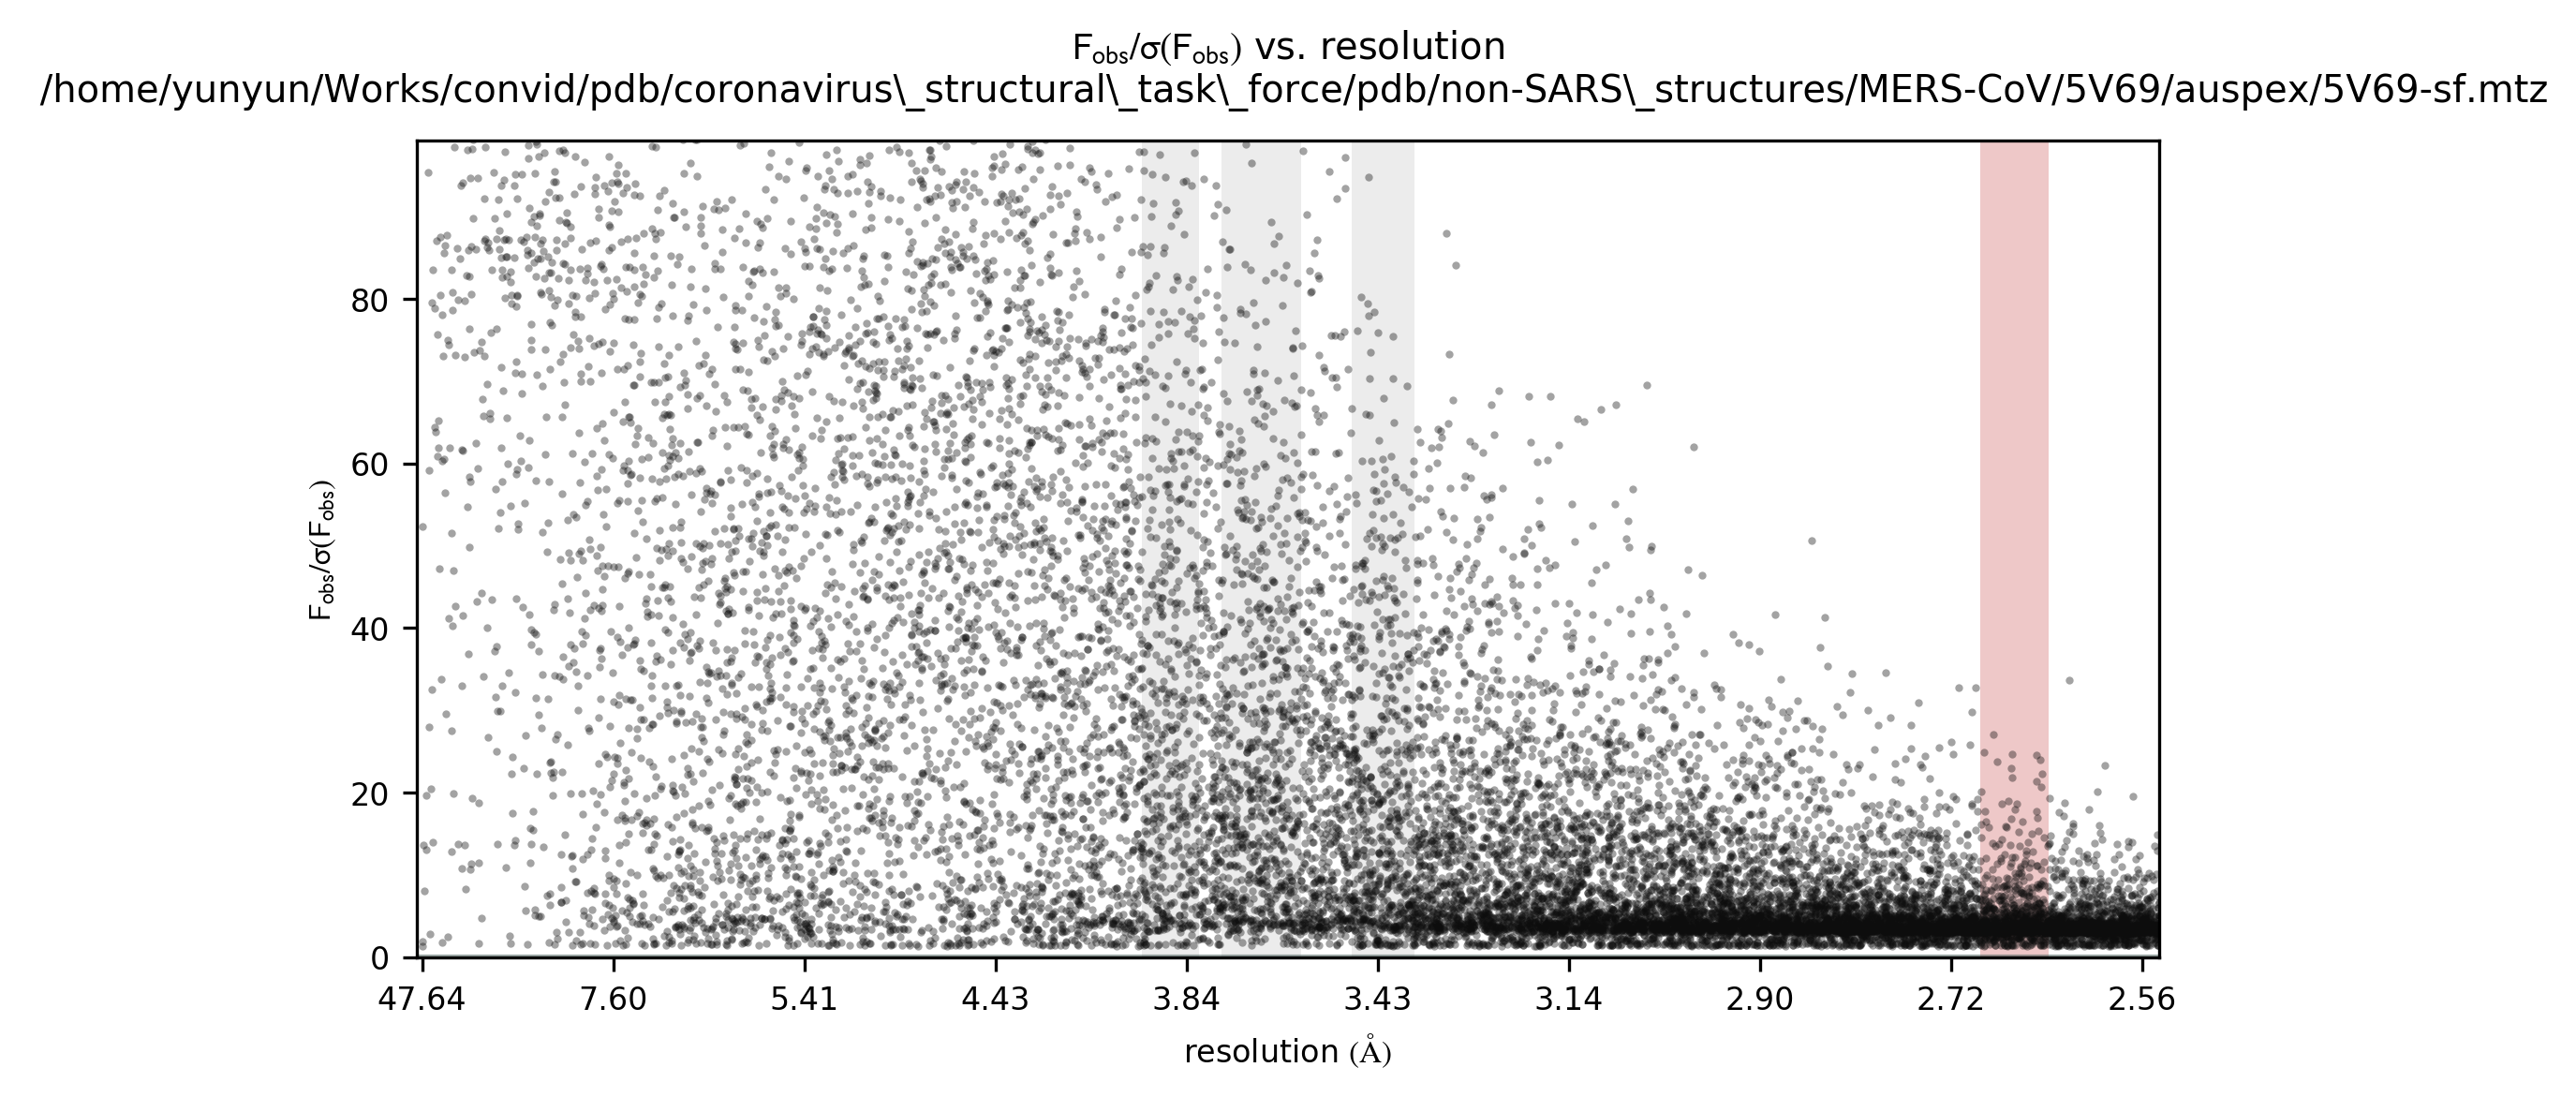 Fobs/σ(Fobs) vs. resolution
/home/yunyun/Works/convid/pdb/coronavirus\_structural\_task\_force/pdb/non-SARS\_structures/MERS-CoV/5V69/auspex/5V69-sf.mtz
Fobs/σ(Fobs)
80
60
40
20
0
47.64 7.60 5.41 4.43 3.84 3.43 3.14 2.90 2.72 2.56
resolution (Å)